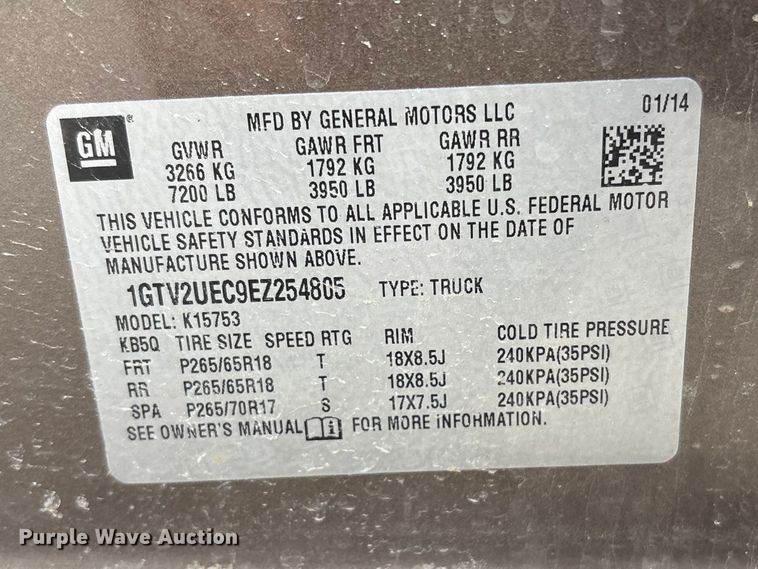 GM®
MFD BY GENERAL MOTORS LLC 01/14
GVWR GAWR FRT GAWR RR
3266 KG 1792 KG 1792 KG
7200 LB 3950 LB 3950 LB
THIS VEHICLE CONFORMS TO ALL APPLICABLE U.S. FEDERAL MOTOR
VEHICLE SAFETY STANDARDS IN EFFECT ON THE DATE OF
MANUFACTURE SHOWN ABOVE.
1GTV2UEC9EZ254805 TYPE: TRUCK
MODEL: K15753
KB5Q TIRE SIZE SPEED RTG RIM COLD TIRE PRESSURE
FRT P265/65R18 T 18X8.5J 240KPA(35PSI)
RR P265/65R18 T 18X8.5J 240KPA(35PSI)
SPA P265/70R17 S 17X7.5J 240KPA(35PSI)
SEE OWNER'S MANUAL i FOR MORE INFORMATION.
Purple Wave Auction